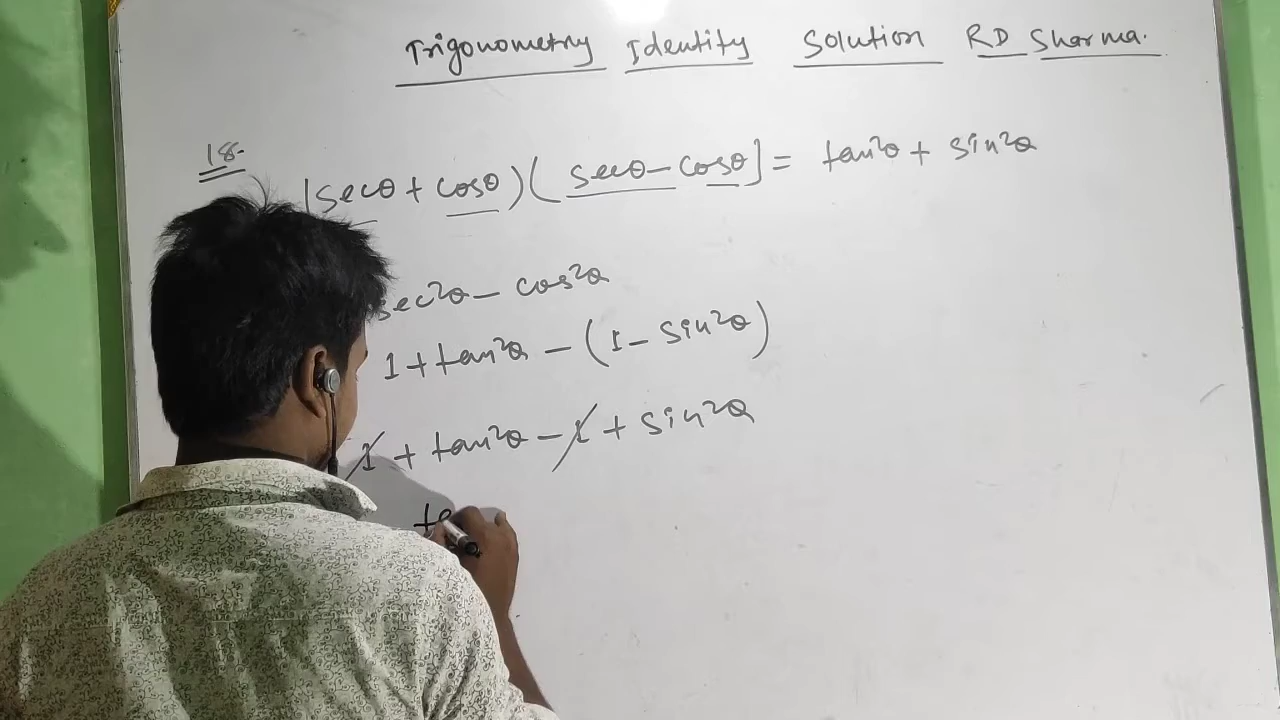 Trigonometry Identity Solution RD Sharma.
18.
(secθ + cosθ)(secθ - cosθ] = tan²θ + sin²θ
sec²θ - cos²θ
1 + tan²θ - (1 - sin²θ)
1 + tan²θ - 1 + sin²θ